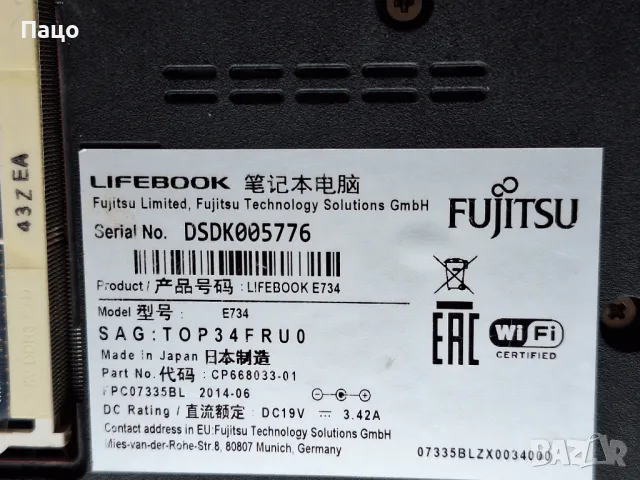 Пацо
43Z EA
LIFEBOOK 笔记本电脑
Fujitsu Limited, Fujitsu Technology Solutions GmbH
FUJITSU
Serial No. DSDK005776
Product / 产品号码 : LIFEBOOK E734
Model 型号 : E734
SAG:TOP34FRU0
EAC
Wi Fi
CERTIFIED
Made in Japan 日本制造
Part No. 代码 : CP668033-01
FPC07335BL 2014-06
DC Rating / 直流额定 : DC19V 3.42A
Contact address in EU:Fujitsu Technology Solutions GmbH
Mies-van-der-Rohe-Str.8, 80807 Munich, Germany
07335BLZX0034000
BAZAR